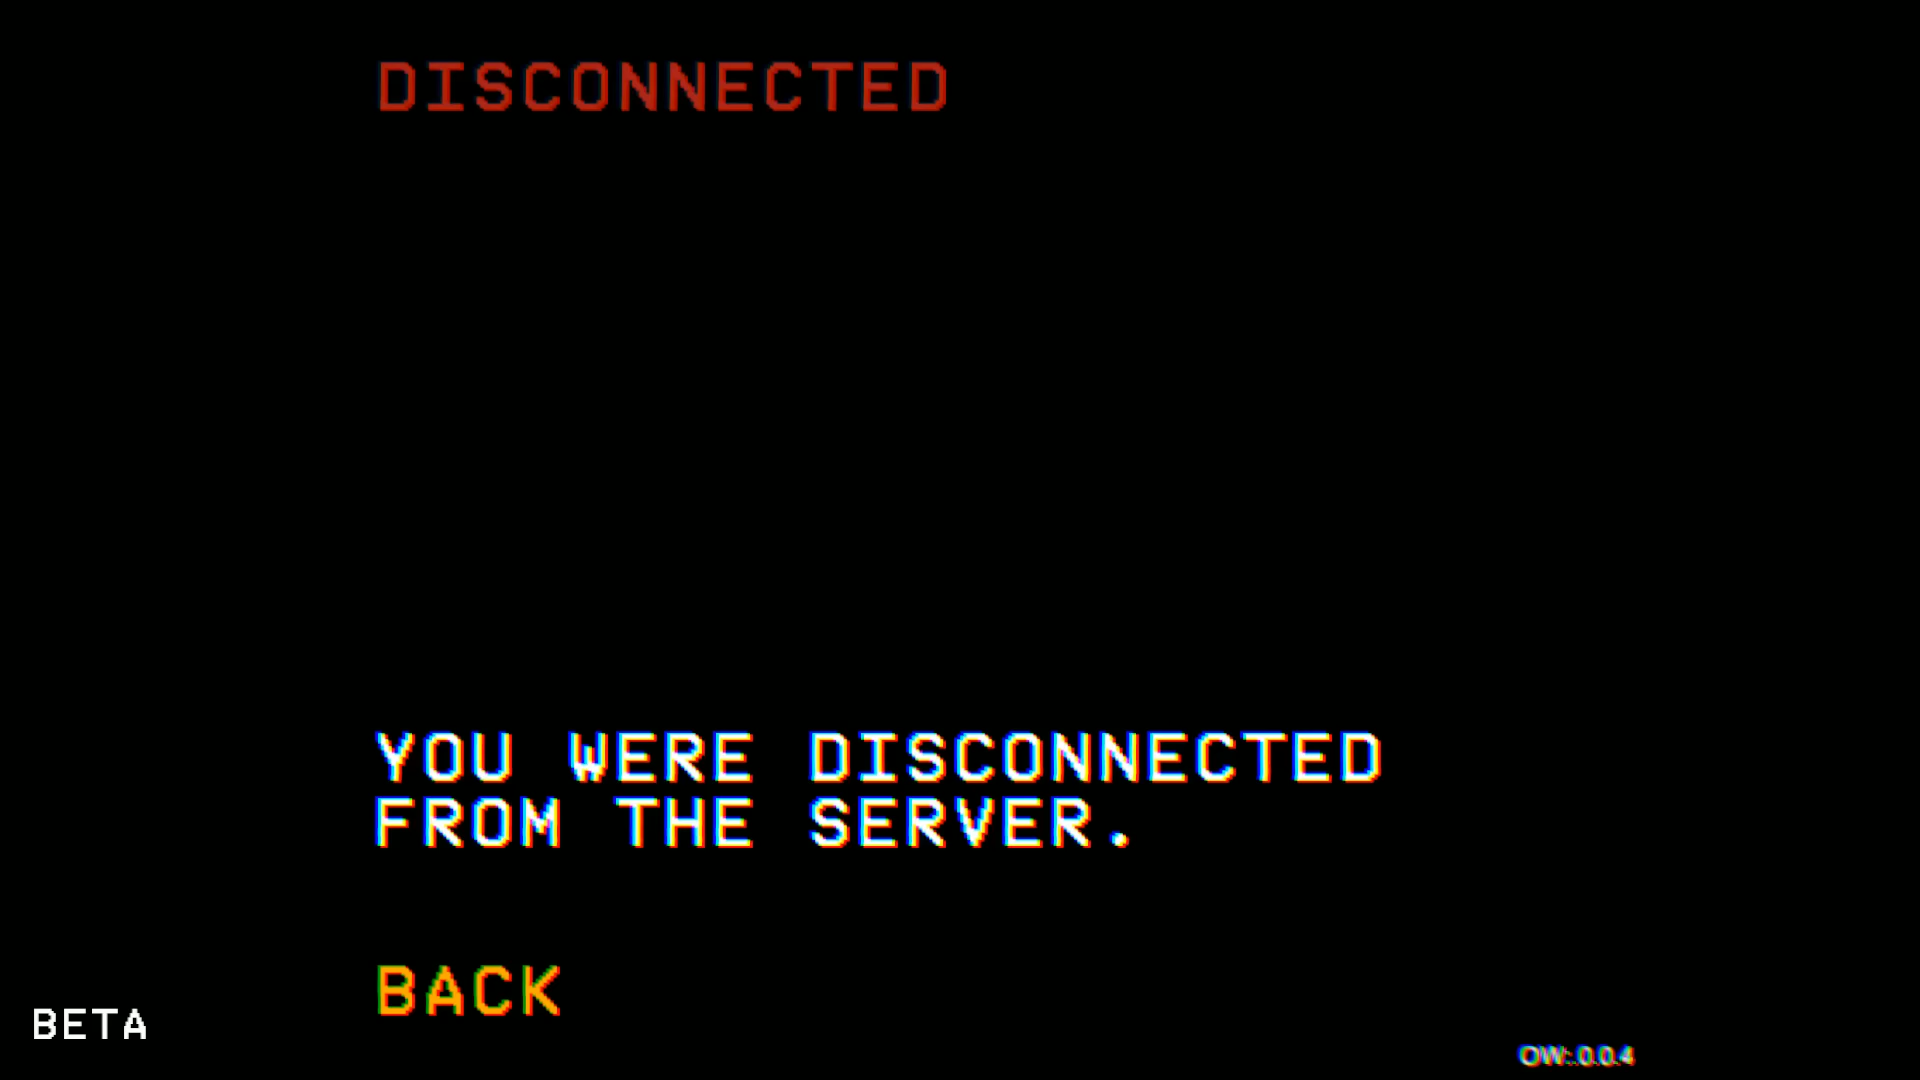 DISCONNECTED
YOU WERE DISCONNECTED
FROM THE SERVER.
BACK
BETA
OW:.0.0.4